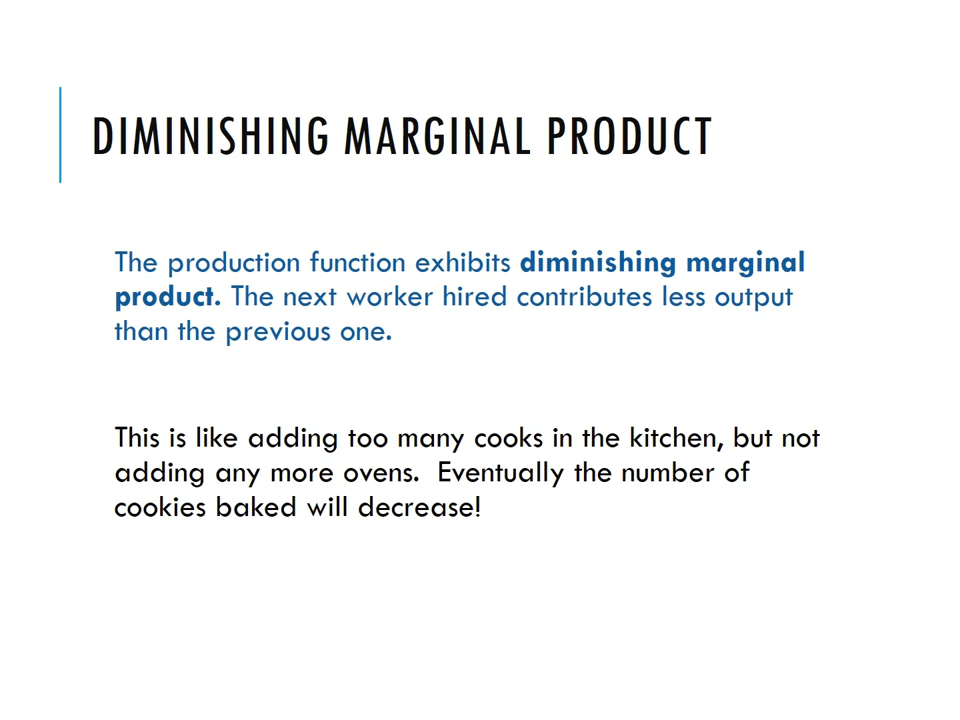 DIMINISHING MARGINAL PRODUCT
The production function exhibits diminishing marginal
product. The next worker hired contributes less output
than the previous one.
This is like adding too many cooks in the kitchen, but not
adding any more ovens.  Eventually the number of
cookies baked will decrease!